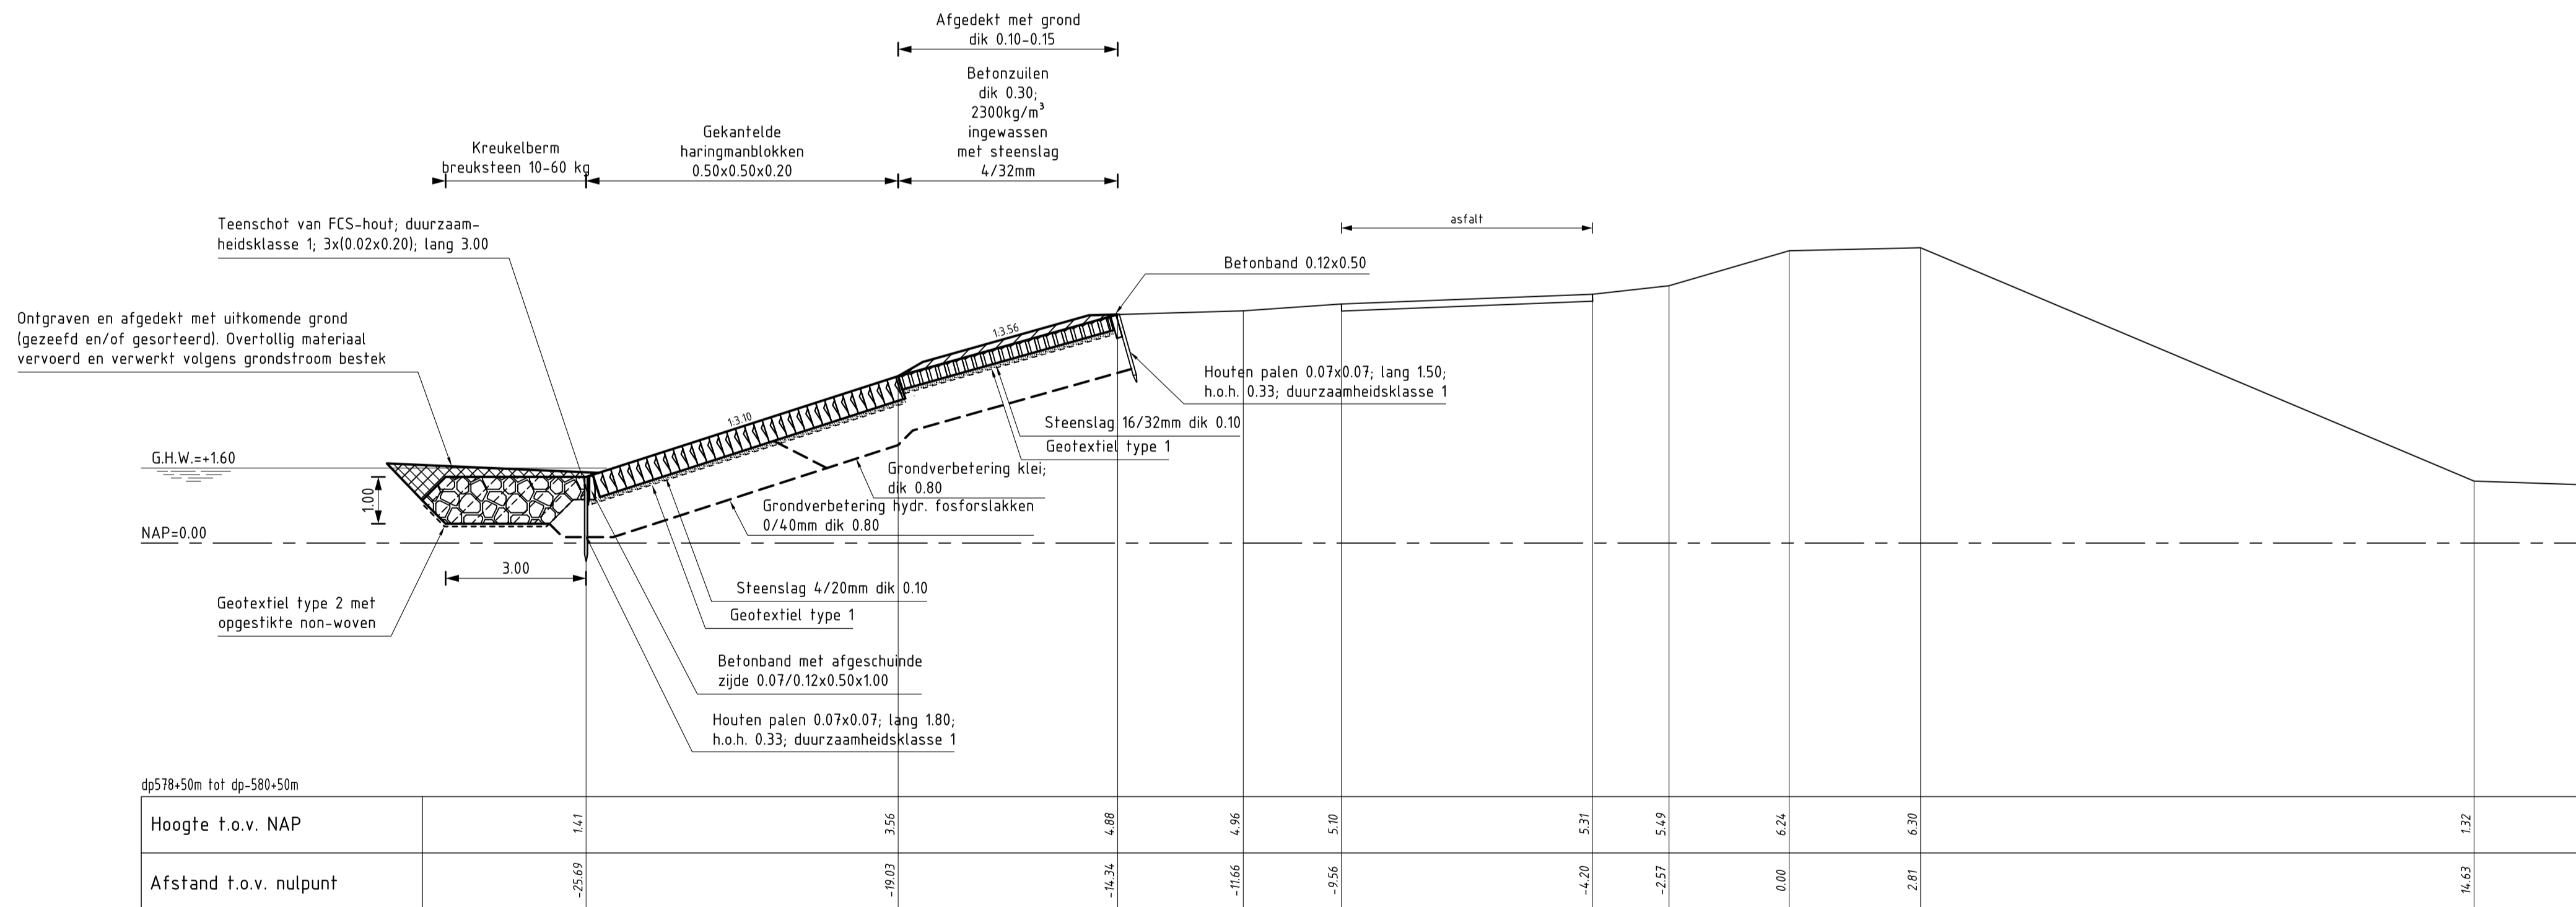 Afgedekt met grond
dik 0.10-0.15
Betonzuilen
dik 0.30;
2300kg/m³
ingewassen
met steenslag
4/32mm
Gekantelde
haringmanblokken
0.50x0.50x0.20
Kreukelberm
breuksteen 10-60 kg
Teenschot van FCS-hout; duurzaam-
heidsklasse 1; 3x(0.02x0.20); lang 3.00
asfalt
Betonband 0.12x0.50
Ontgraven en afgedekt met uitkomende grond
(gezeefd en/of gesorteerd). Overtollig materiaal
vervoerd en verwerkt volgens grondstroom bestek
1:3.56
1:3.10
Houten palen 0.07x0.07; lang 1.50;
h.o.h. 0.33; duurzaamheidsklasse 1
Steenslag 16/32mm dik 0.10
Geotextiel type 1
G.H.W.=+1.60
1.00
Grondverbetering klei;
dik 0.80
Grondverbetering hydr. fosforslakken
0/40mm dik 0.80
NAP=0.00
3.00
Steenslag 4/20mm dik 0.10
Geotextiel type 1
Geotextiel type 2 met
opgestikte non-woven
Betonband met afgeschuinde
zijde 0.07/0.12x0.50x1.00
Houten palen 0.07x0.07; lang 1.80;
h.o.h. 0.33; duurzaamheidsklasse 1
dp578+50m tot dp-580+50m
Hoogte t.o.v. NAP 1.41 3.56 4.88 4.96 5.10 5.31 5.49 6.24 6.30 1.32
Afstand t.o.v. nulpunt -25.69 -19.03 -14.34 -11.66 -9.56 -4.20 -2.57 0.00 2.81 14.63